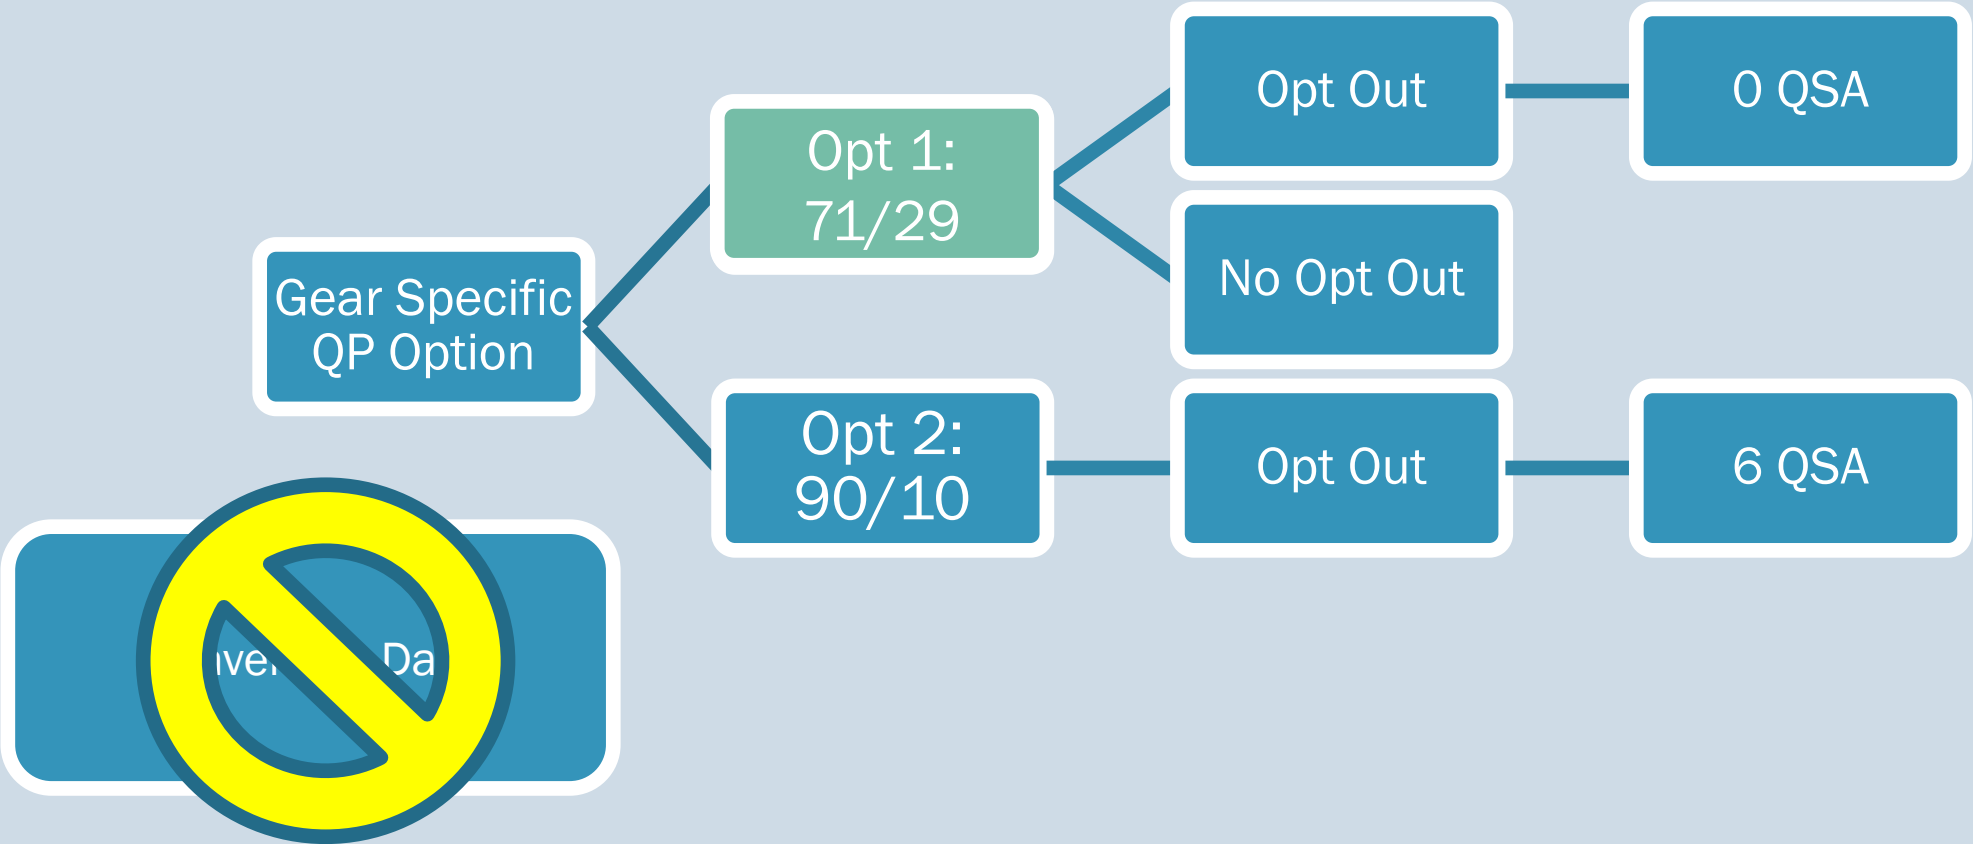 Gear Specific
QP Option
Opt 1:
71/29
Opt Out
0 QSA
No Opt Out
Opt 2:
90/10
Opt Out
6 QSA